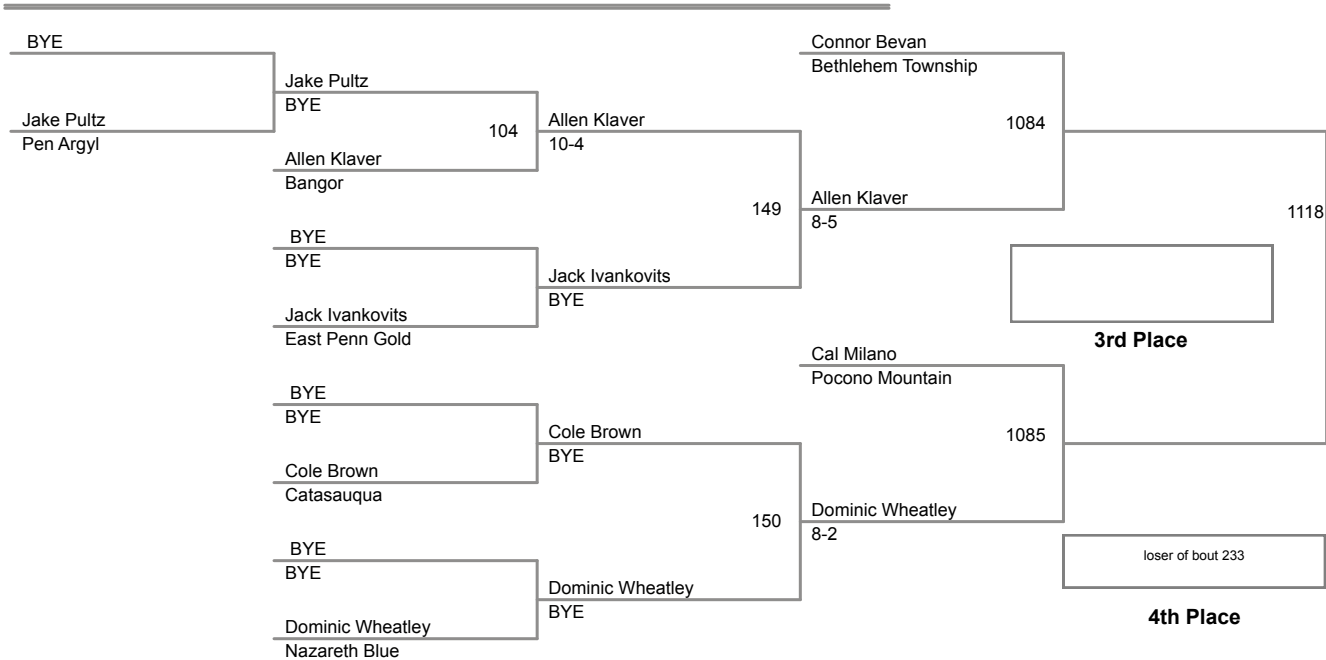 BYE
Jake Pultz
Pen Argyl
Jake Pultz
BYE
104
Allen Klaver
Bangor
BYE
BYE
Jack Ivankovits
East Penn Gold
BYE
BYE
Cole Brown
Catasauqua
BYE
BYE
Dominic Wheatley
Nazareth Blue
Allen Klaver
10-4
149
Jack Ivankovits
BYE
Cole Brown
BYE
150
Dominic Wheatley
BYE
Connor Bevan
Bethlehem Township
1084
Allen Klaver
8-5
Cal Milano
Pocono Mountain
1085
Dominic Wheatley
8-2
1118
3rd Place
loser of bout 233
4th Place